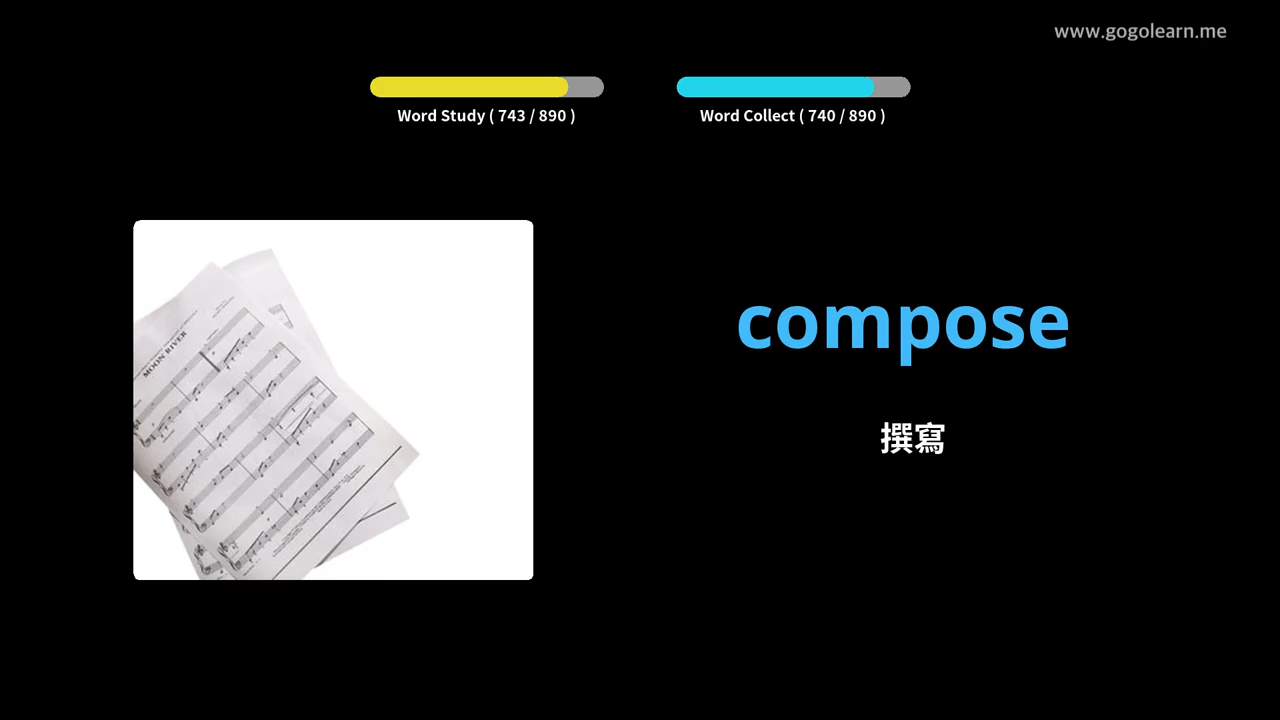 www.gogolearn.me
Word Study ( 743 / 890 )
Word Collect ( 740 / 890 )
MOON RIVER
compose
撰寫